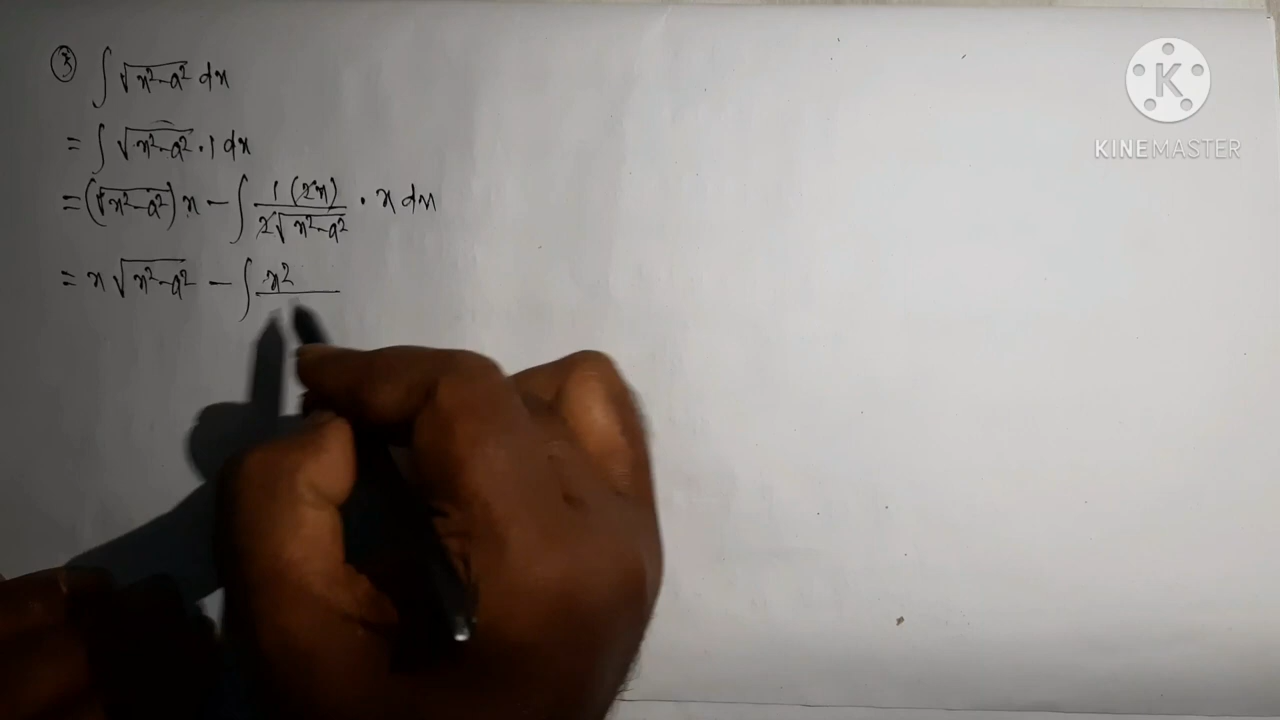 ③ ∫ √(x²-a²) dx
= ∫ √(x²-a²) · 1 dx
= (√(x²-a²)) x - ∫ 1(2x) / 2√(x²-a²) · x dx
= x √(x²-a²) - ∫ x²
K
KINEMASTER